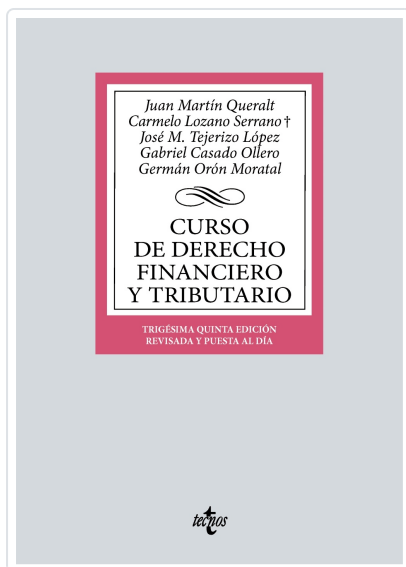 Juan Martín Queralt
Carmelo Lozano Serrano †
José M. Tejerizo López
Gabriel Casado Ollero
Germán Orón Moratal
CURSO
DE DERECHO
FINANCIERO
Y TRIBUTARIO
TRIGÉSIMA QUINTA EDICIÓN
REVISADA Y PUESTA AL DÍA
tecnos